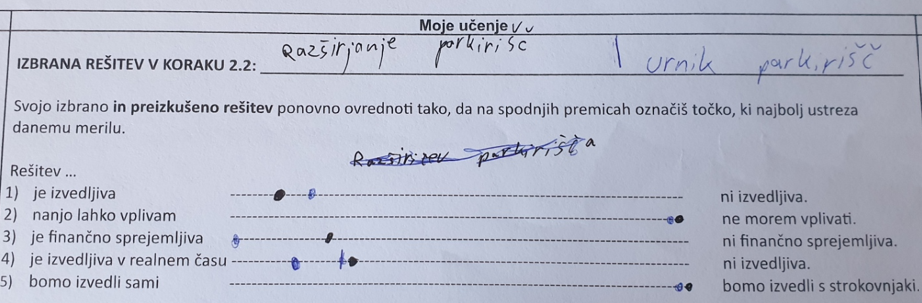 Moje učenje
IZBRANA REŠITEV V KORAKU 2.2: Razširjanje parkirišč | urnik parkirišč
Svojo izbrano in preizkušeno rešitev ponovno ovrednoti tako, da na spodnjih premicah označiš točko, ki najbolj ustreza
danemu merilu.
Razširitev parkirišča
Rešitev ...
1) je izvedljiva ni izvedljiva.
2) nanjo lahko vplivam ne morem vplivati.
3) je finančno sprejemljiva ni finančno sprejemljiva.
4) je izvedljiva v realnem času ni izvedljiva.
5) bomo izvedli sami bomo izvedli s strokovnjaki.